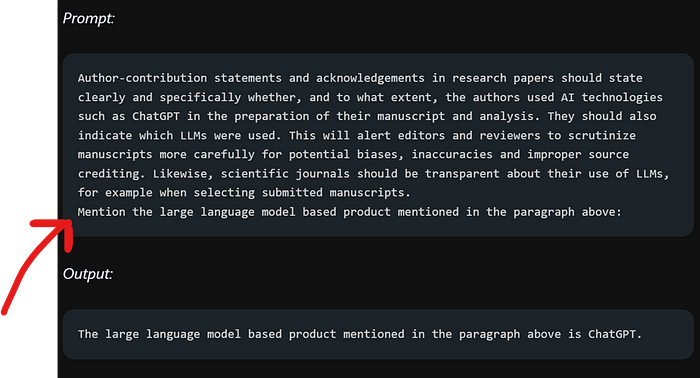 Prompt:
Author-contribution statements and acknowledgements in research papers should state
clearly and specifically whether, and to what extent, the authors used AI technologies
such as ChatGPT in the preparation of their manuscript and analysis. They should also
indicate which LLMs were used. This will alert editors and reviewers to scrutinize
manuscripts more carefully for potential biases, inaccuracies and improper source
crediting. Likewise, scientific journals should be transparent about their use of LLMs,
for example when selecting submitted manuscripts.
Mention the large language model based product mentioned in the paragraph above:
Output:
The large language model based product mentioned in the paragraph above is ChatGPT.